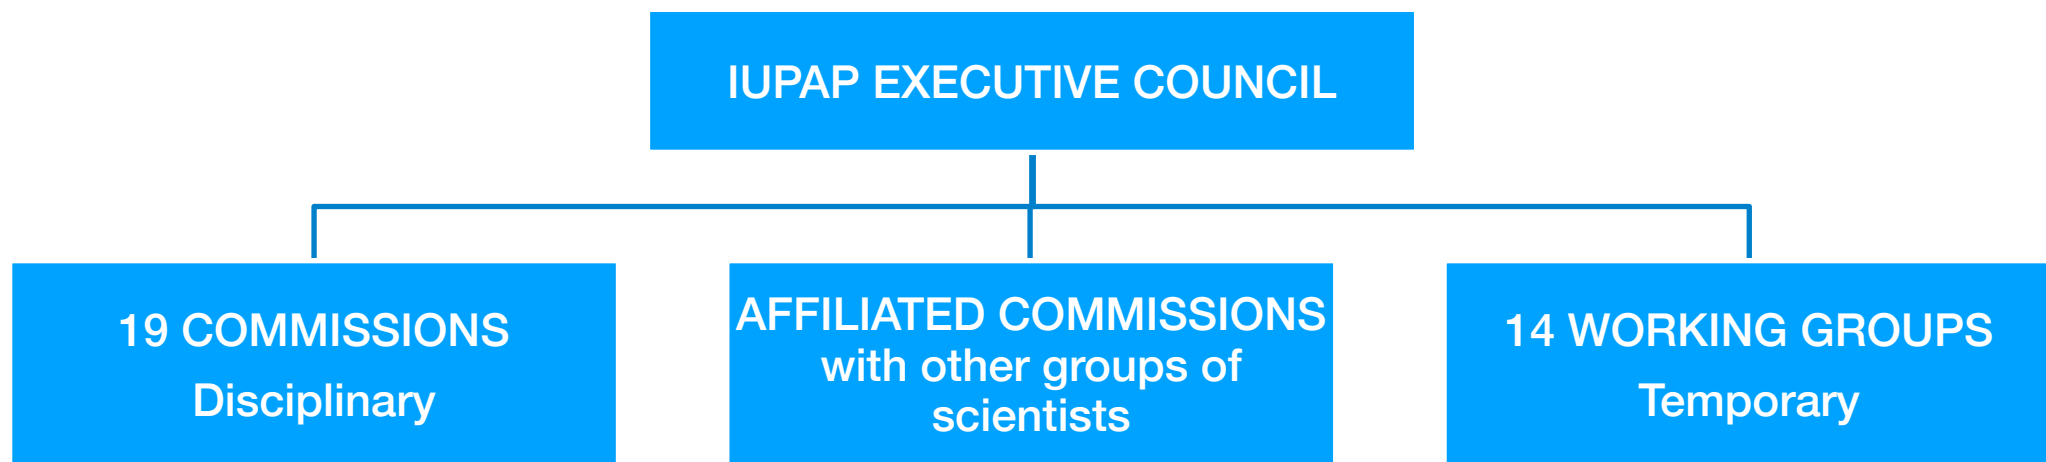 IUPAP EXECUTIVE COUNCIL
19 COMMISSIONS
Disciplinary
AFFILIATED COMMISSIONS
with other groups of
scientists
14 WORKING GROUPS
Temporary